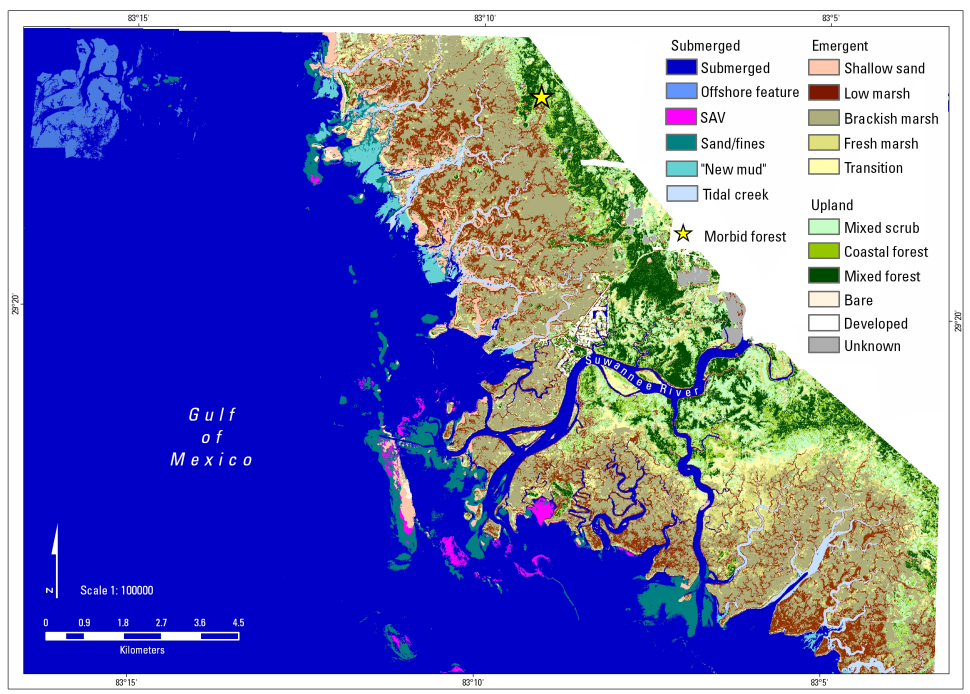 83°15'
83°10'
83°5'
Submerged
Submerged
Offshore feature
SAV
Sand/fines
"New mud"
Tidal creek
Morbid forest
Emergent
Shallow sand
Low marsh
Brackish marsh
Fresh marsh
Transition
Upland
Mixed scrub
Coastal forest
Mixed forest
Bare
Developed
Unknown
29°20'
29°20'
Suwannee River
Gulf
of
Mexico
N
Scale 1: 100000
0 0.9 1.8 2.7 3.6 4.5
Kilometers
83°15'
83°10'
83°5'